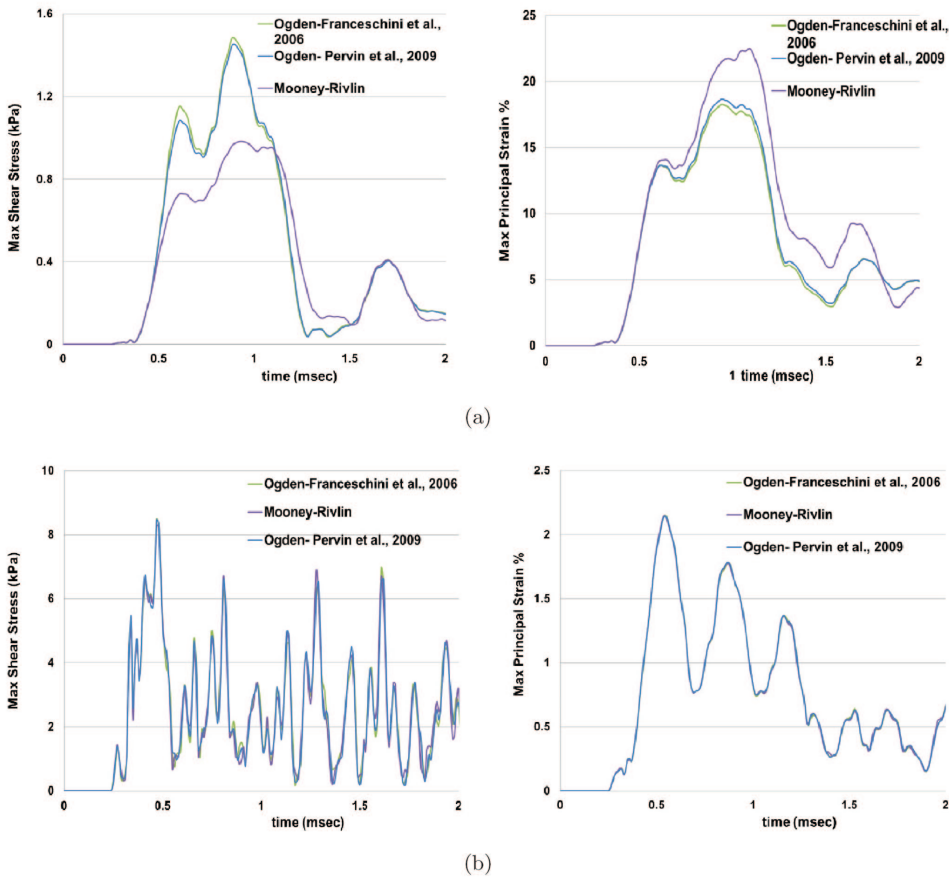 Max Shear Stress (kPa)
1.6
1.2
0.8
0.4
0
0
0.5
1
1.5
2
time (msec)
Ogden-Franceschini et al.,
2006
Ogden- Pervin et al., 2009
Mooney-Rivlin
Max Principal Strain %
25
20
15
10
5
0
0
0.5
1
1.5
2
1 time (msec)
Ogden-Franceschini et al.,
2006
Ogden- Pervin et al., 2009
Mooney-Rivlin
(a)
Max Shear Stress (kPa)
10
8
6
4
2
0
0
0.5
1
1.5
2
time (msec)
Ogden-Franceschini et al., 2006
Mooney-Rivlin
Ogden- Pervin et al., 2009
Max Principal Strain %
2.5
2
1.5
1
0.5
0
0
0.5
1
1.5
2
time (msec)
Ogden-Franceschini et al., 2006
Mooney-Rivlin
Ogden- Pervin et al., 2009
(b)